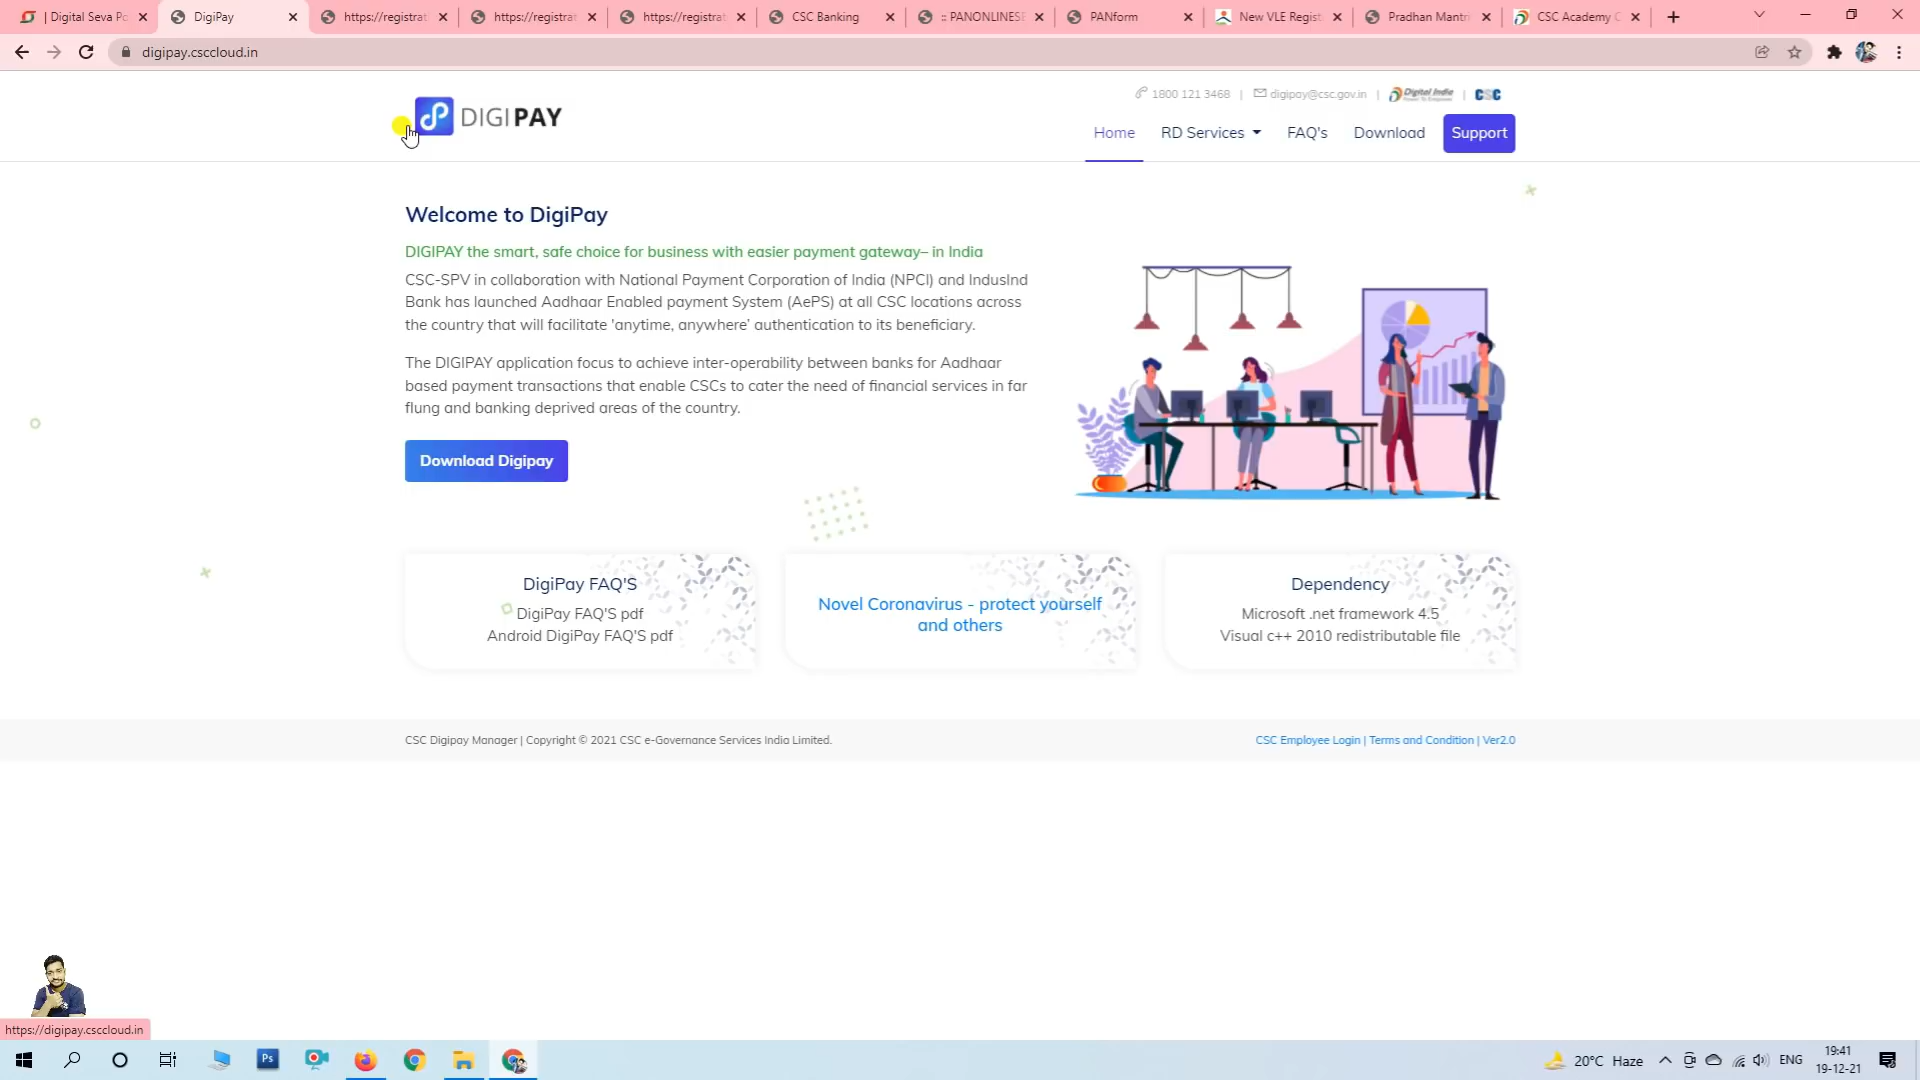 | Digital Seva Po
DigiPay
https://registrat
https://registrat
https://registrat
CSC Banking
:: PANONLINESE
PANform
New VLE Regist
Pradhan Mantri
CSC Academy C
digipay.csccloud.in
1800 121 3468 | digipay@csc.gov.in | Digital India | CSC
DIGIPAY
Home RD Services FAQ's Download Support
Welcome to DigiPay
DIGIPAY the smart, safe choice for business with easier payment gateway– in India
CSC-SPV in collaboration with National Payment Corporation of India (NPCI) and IndusInd
Bank has launched Aadhaar Enabled payment System (AePS) at all CSC locations across
the country that will facilitate 'anytime, anywhere’ authentication to its beneficiary.
The DIGIPAY application focus to achieve inter-operability between banks for Aadhaar
based payment transactions that enable CSCs to cater the need of financial services in far
flung and banking deprived areas of the country.
Download Digipay
DigiPay FAQ'S
DigiPay FAQ'S pdf
Android DigiPay FAQ'S pdf
Novel Coronavirus - protect yourself
and others
Dependency
Microsoft .net framework 4.5
Visual c++ 2010 redistributable file
CSC Digipay Manager | Copyright © 2021 CSC e-Governance Services India Limited.
CSC Employee Login | Terms and Condition | Ver2.0
https://digipay.csccloud.in
Ps
20°C Haze
ENG
19:41
19-12-21